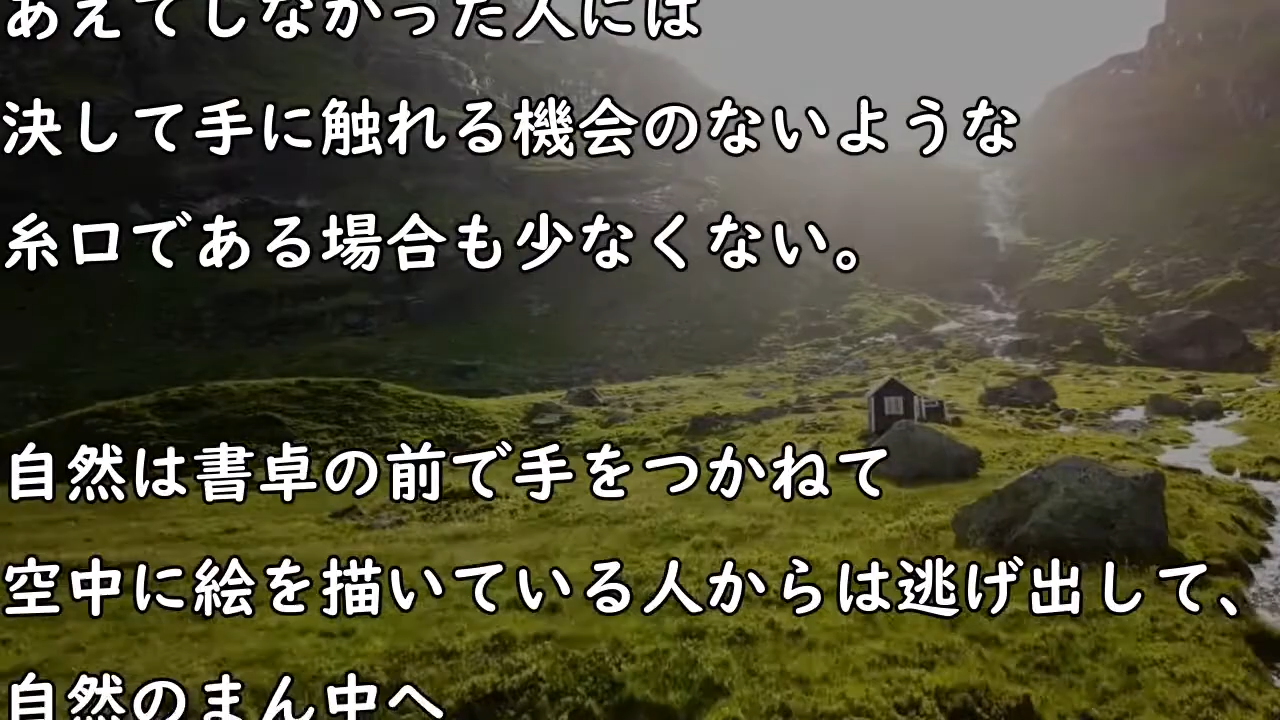 あえてしなかった人には
決して手に触れる機会のないような
糸口である場合も少なくない。
自然は書卓の前で手をつかねて
空中に絵を描いている人からは逃げ出して、
自然のまん中へ